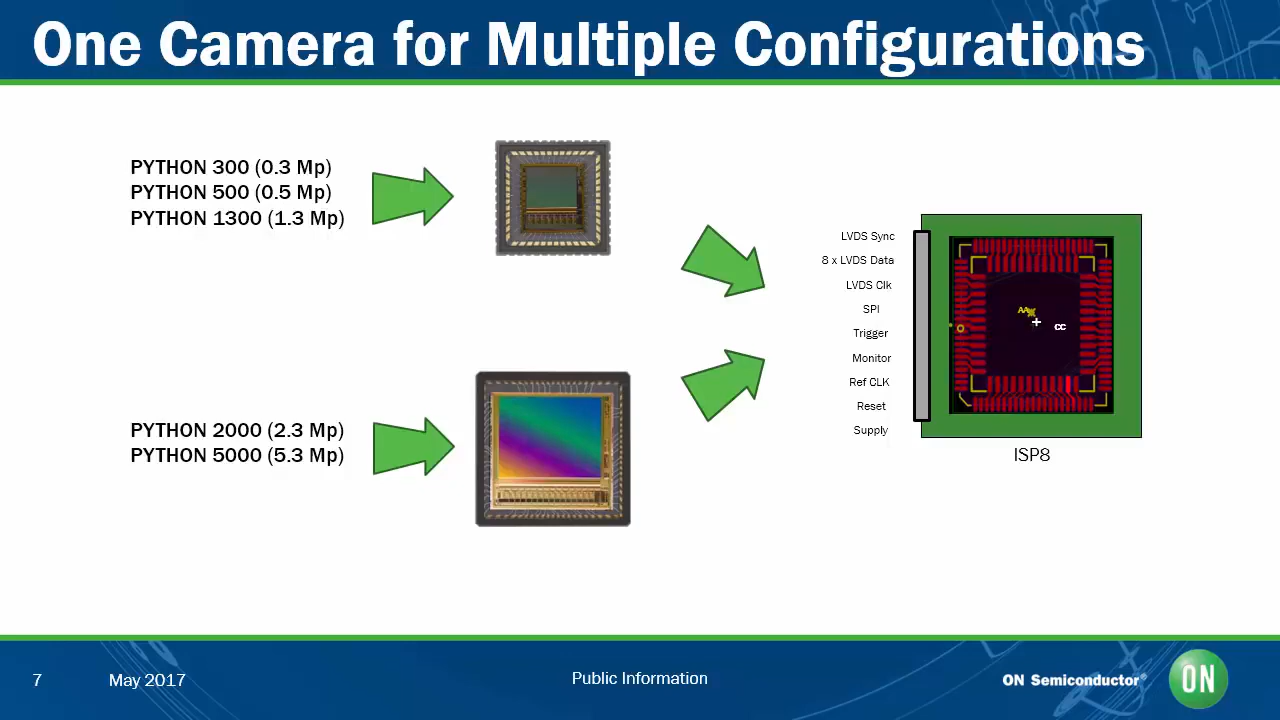 One Camera for Multiple Configurations
PYTHON 300 (0.3 Mp)
PYTHON 500 (0.5 Mp)
PYTHON 1300 (1.3 Mp)
PYTHON 2000 (2.3 Mp)
PYTHON 5000 (5.3 Mp)
LVDS Sync
8 x LVDS Data
LVDS Clk
SPI
Trigger
Monitor
Ref CLK
Reset
Supply
AA
CC
ISP8
7
May 2017
Public Information
ON Semiconductor®
ON